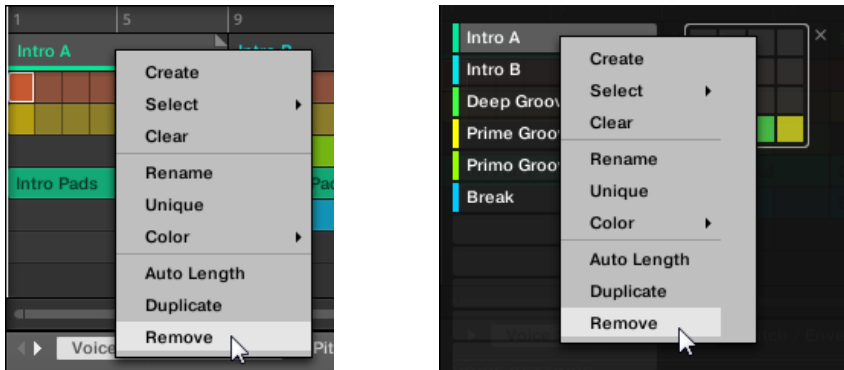 1 5 9
Intro A
Create
Select
Clear
Rename
Intro Pads
Unique
Color
Auto Length
Duplicate
Remove
Voice
Pit
Intro A
Intro B
Deep Groov
Prime Groo
Primo Groo
Break
Create
Select
Clear
Rename
Unique
Color
Auto Length
Duplicate
Remove